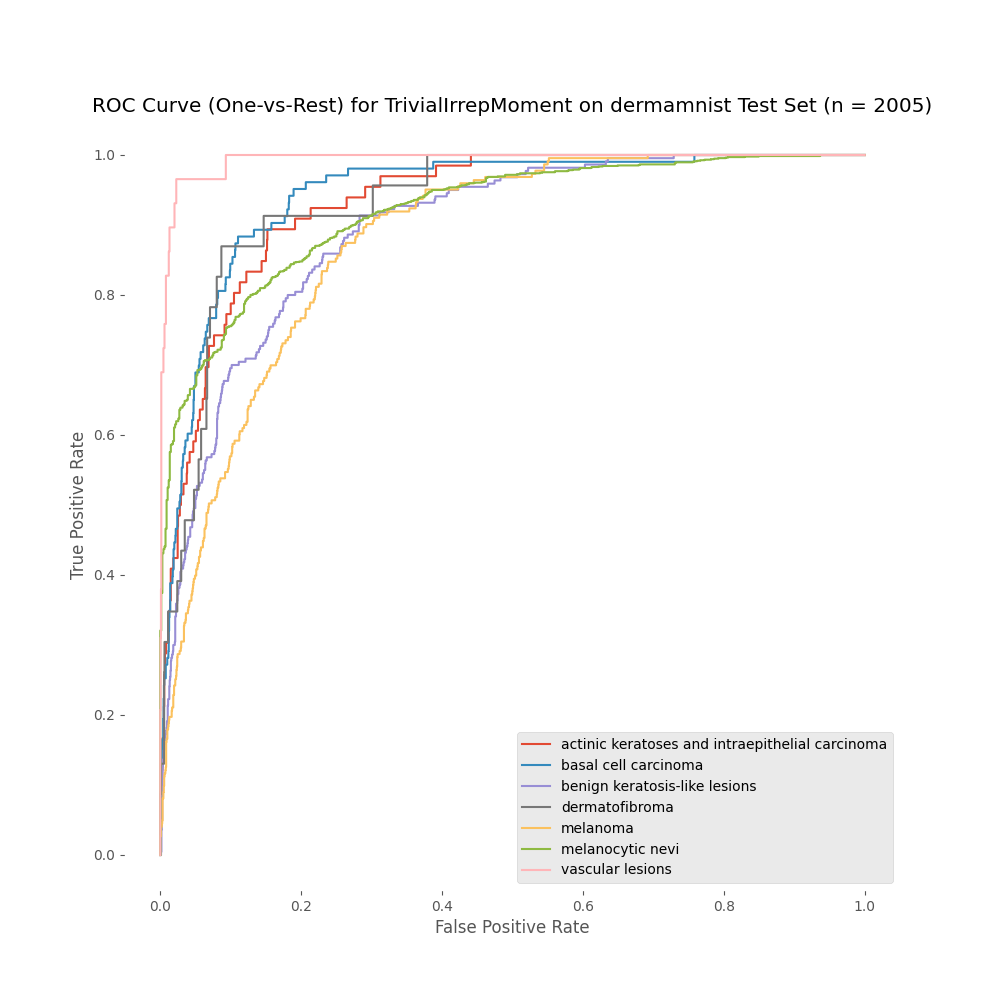 ROC Curve (One-vs-Rest) for TrivialIrrepMoment on dermamnist Test Set (n = 2005)
1.0
0.8
0.6
0.4
0.2
0.0
True Positive Rate
actinic keratoses and intraepithelial carcinoma
basal cell carcinoma
benign keratosis-like lesions
dermatofibroma
melanoma
melanocytic nevi
vascular lesions
0.0 0.2 0.4 0.6 0.8 1.0
False Positive Rate